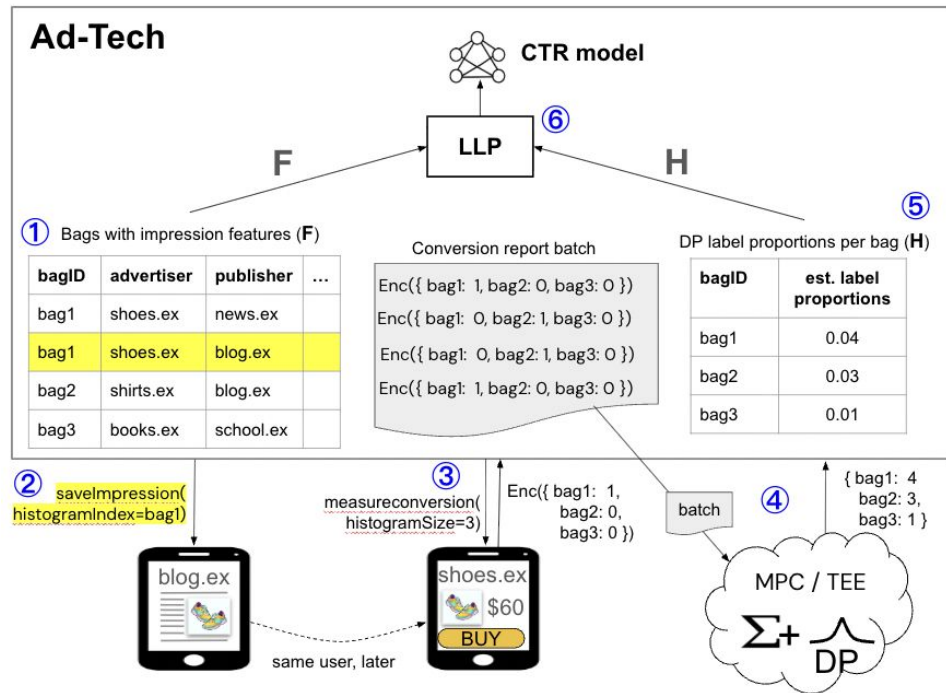 Ad-Tech
CTR model
⑥
LLP
F
H
①
Bags with impression features (F)
bagID advertiser publisher ...
bag1 shoes.ex news.ex
bag1 shoes.ex blog.ex
bag2 shirts.ex blog.ex
bag3 books.ex school.ex
Conversion report batch
Enc({ bag1: 1, bag2: 0, bag3: 0 })
Enc({ bag1: 0, bag2: 1, bag3: 0 })
Enc({ bag1: 0, bag2: 1, bag3: 0 })
Enc({ bag1: 1, bag2: 0, bag3: 0 })
⑤
DP label proportions per bag (H)
bagID est. label
proportions
bag1 0.04
bag2 0.03
bag3 0.01
②
saveImpression(
histogramIndex=bag1)
③
measureconversion(
histogramSize=3)
Enc({ bag1: 1,
bag2: 0,
bag3: 0 })
batch
④
{ bag1: 4
bag2: 3,
bag3: 1 }
blog.ex
same user, later
shoes.ex
$60
BUY
MPC / TEE
Σ+
DP